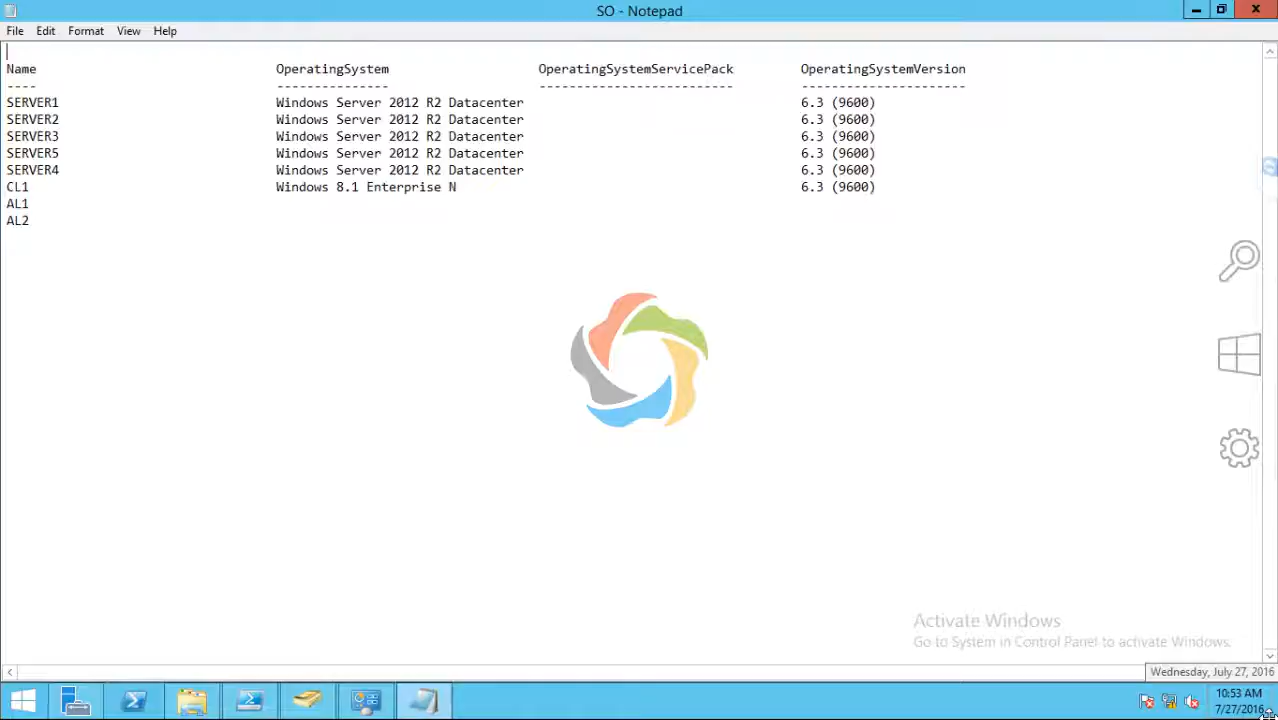 SO - Notepad
File Edit Format View Help
Name OperatingSystem OperatingSystemServicePack OperatingSystemVersion
---- --------------- -------------------------- ----------------------
SERVER1 Windows Server 2012 R2 Datacenter 6.3 (9600)
SERVER2 Windows Server 2012 R2 Datacenter 6.3 (9600)
SERVER3 Windows Server 2012 R2 Datacenter 6.3 (9600)
SERVER5 Windows Server 2012 R2 Datacenter 6.3 (9600)
SERVER4 Windows Server 2012 R2 Datacenter 6.3 (9600)
CL1 Windows 8.1 Enterprise N 6.3 (9600)
AL1
AL2
Activate Windows
Go to System in Control Panel to activate Windows.
Wednesday, July 27, 2016
10:53 AM
7/27/2016